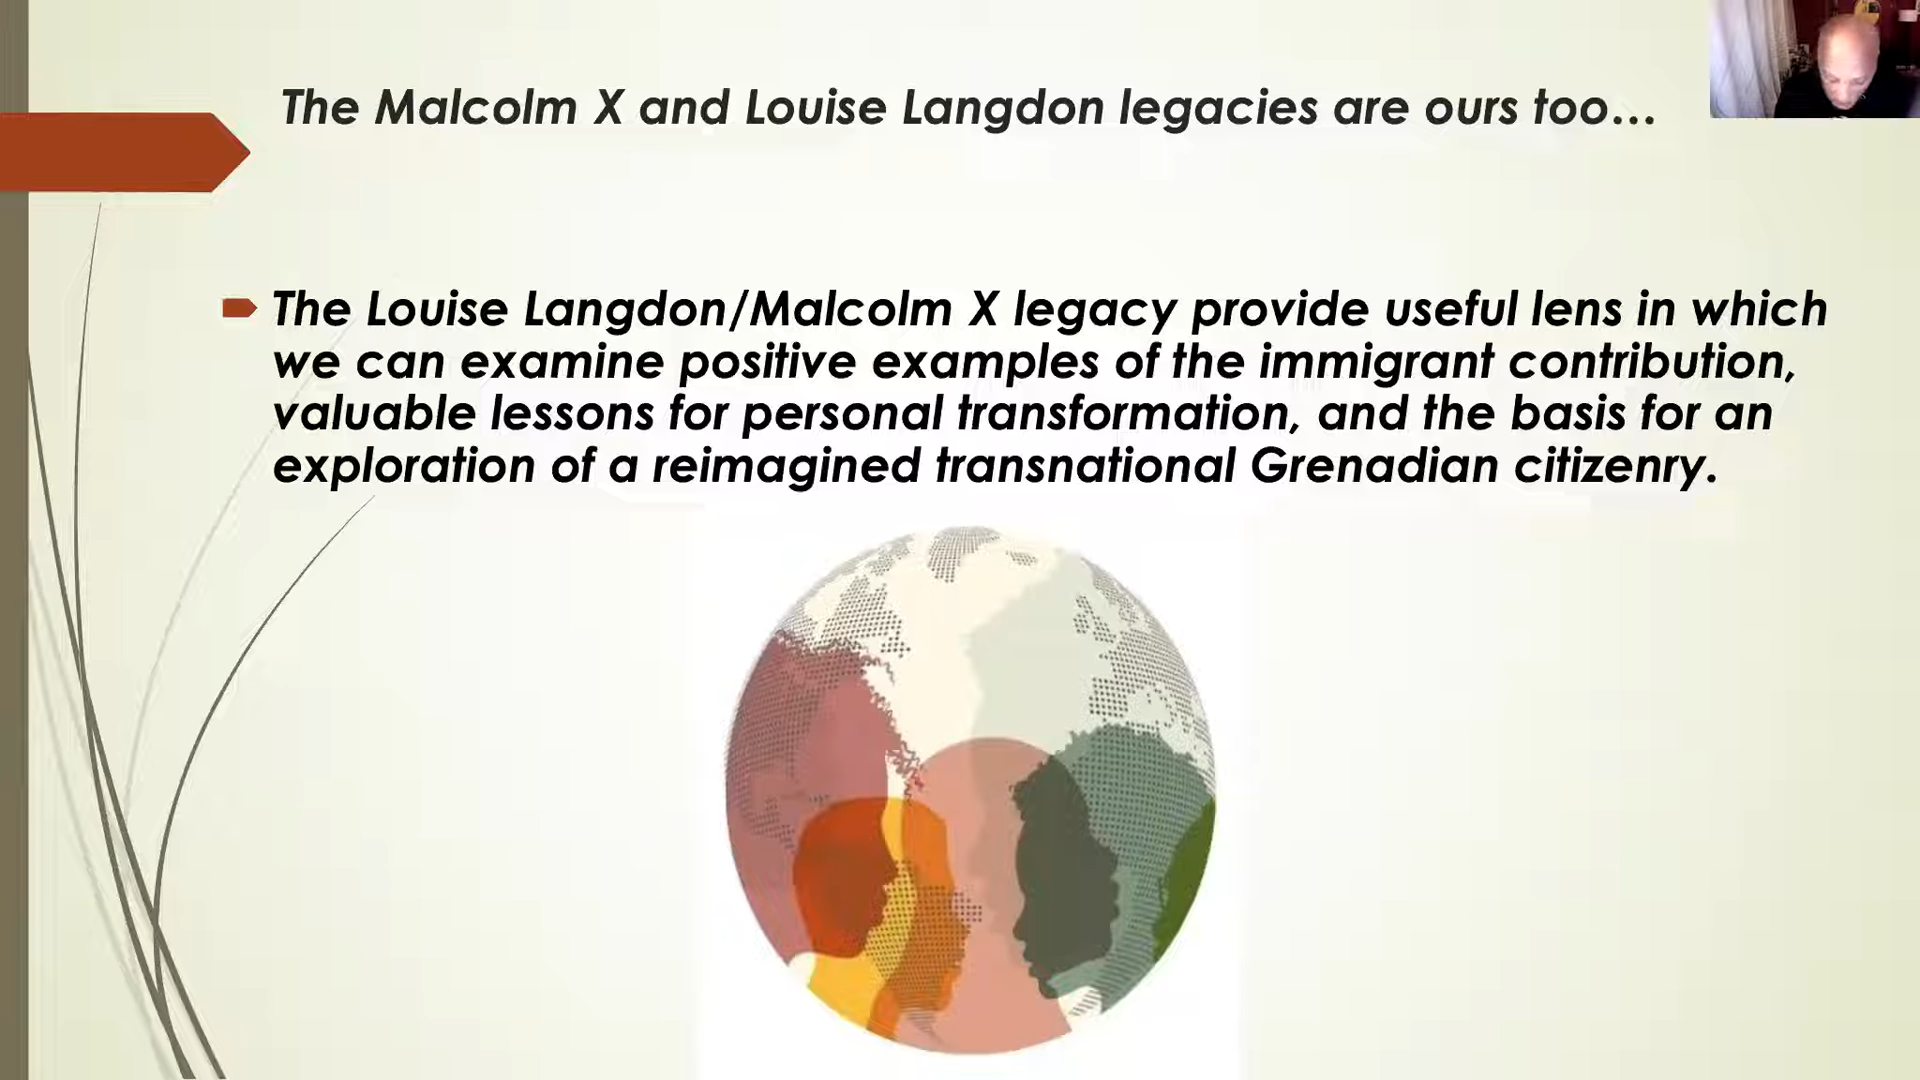 The Malcolm X and Louise Langdon legacies are ours too...
The Louise Langdon/Malcolm X legacy provide useful lens in which
we can examine positive examples of the immigrant contribution,
valuable lessons for personal transformation, and the basis for an
exploration of a reimagined transnational Grenadian citizenry.